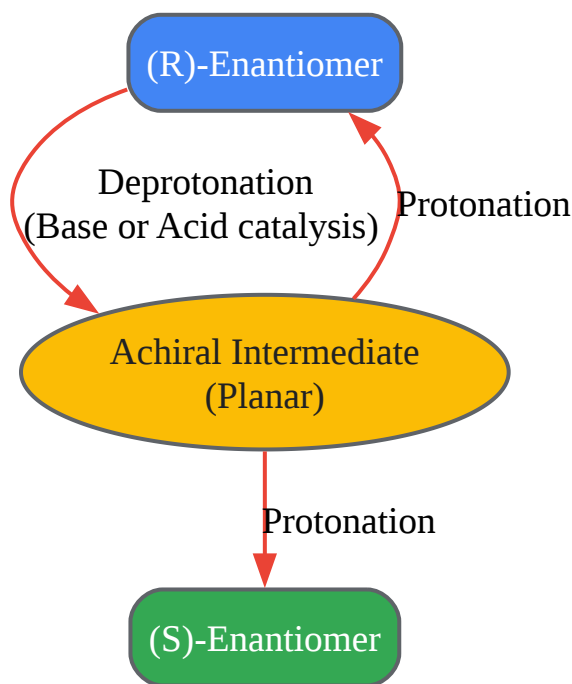 (R)-Enantiomer
Deprotonation
(Base or Acid catalysis)
Protonation
Achiral Intermediate
(Planar)
Protonation
(S)-Enantiomer